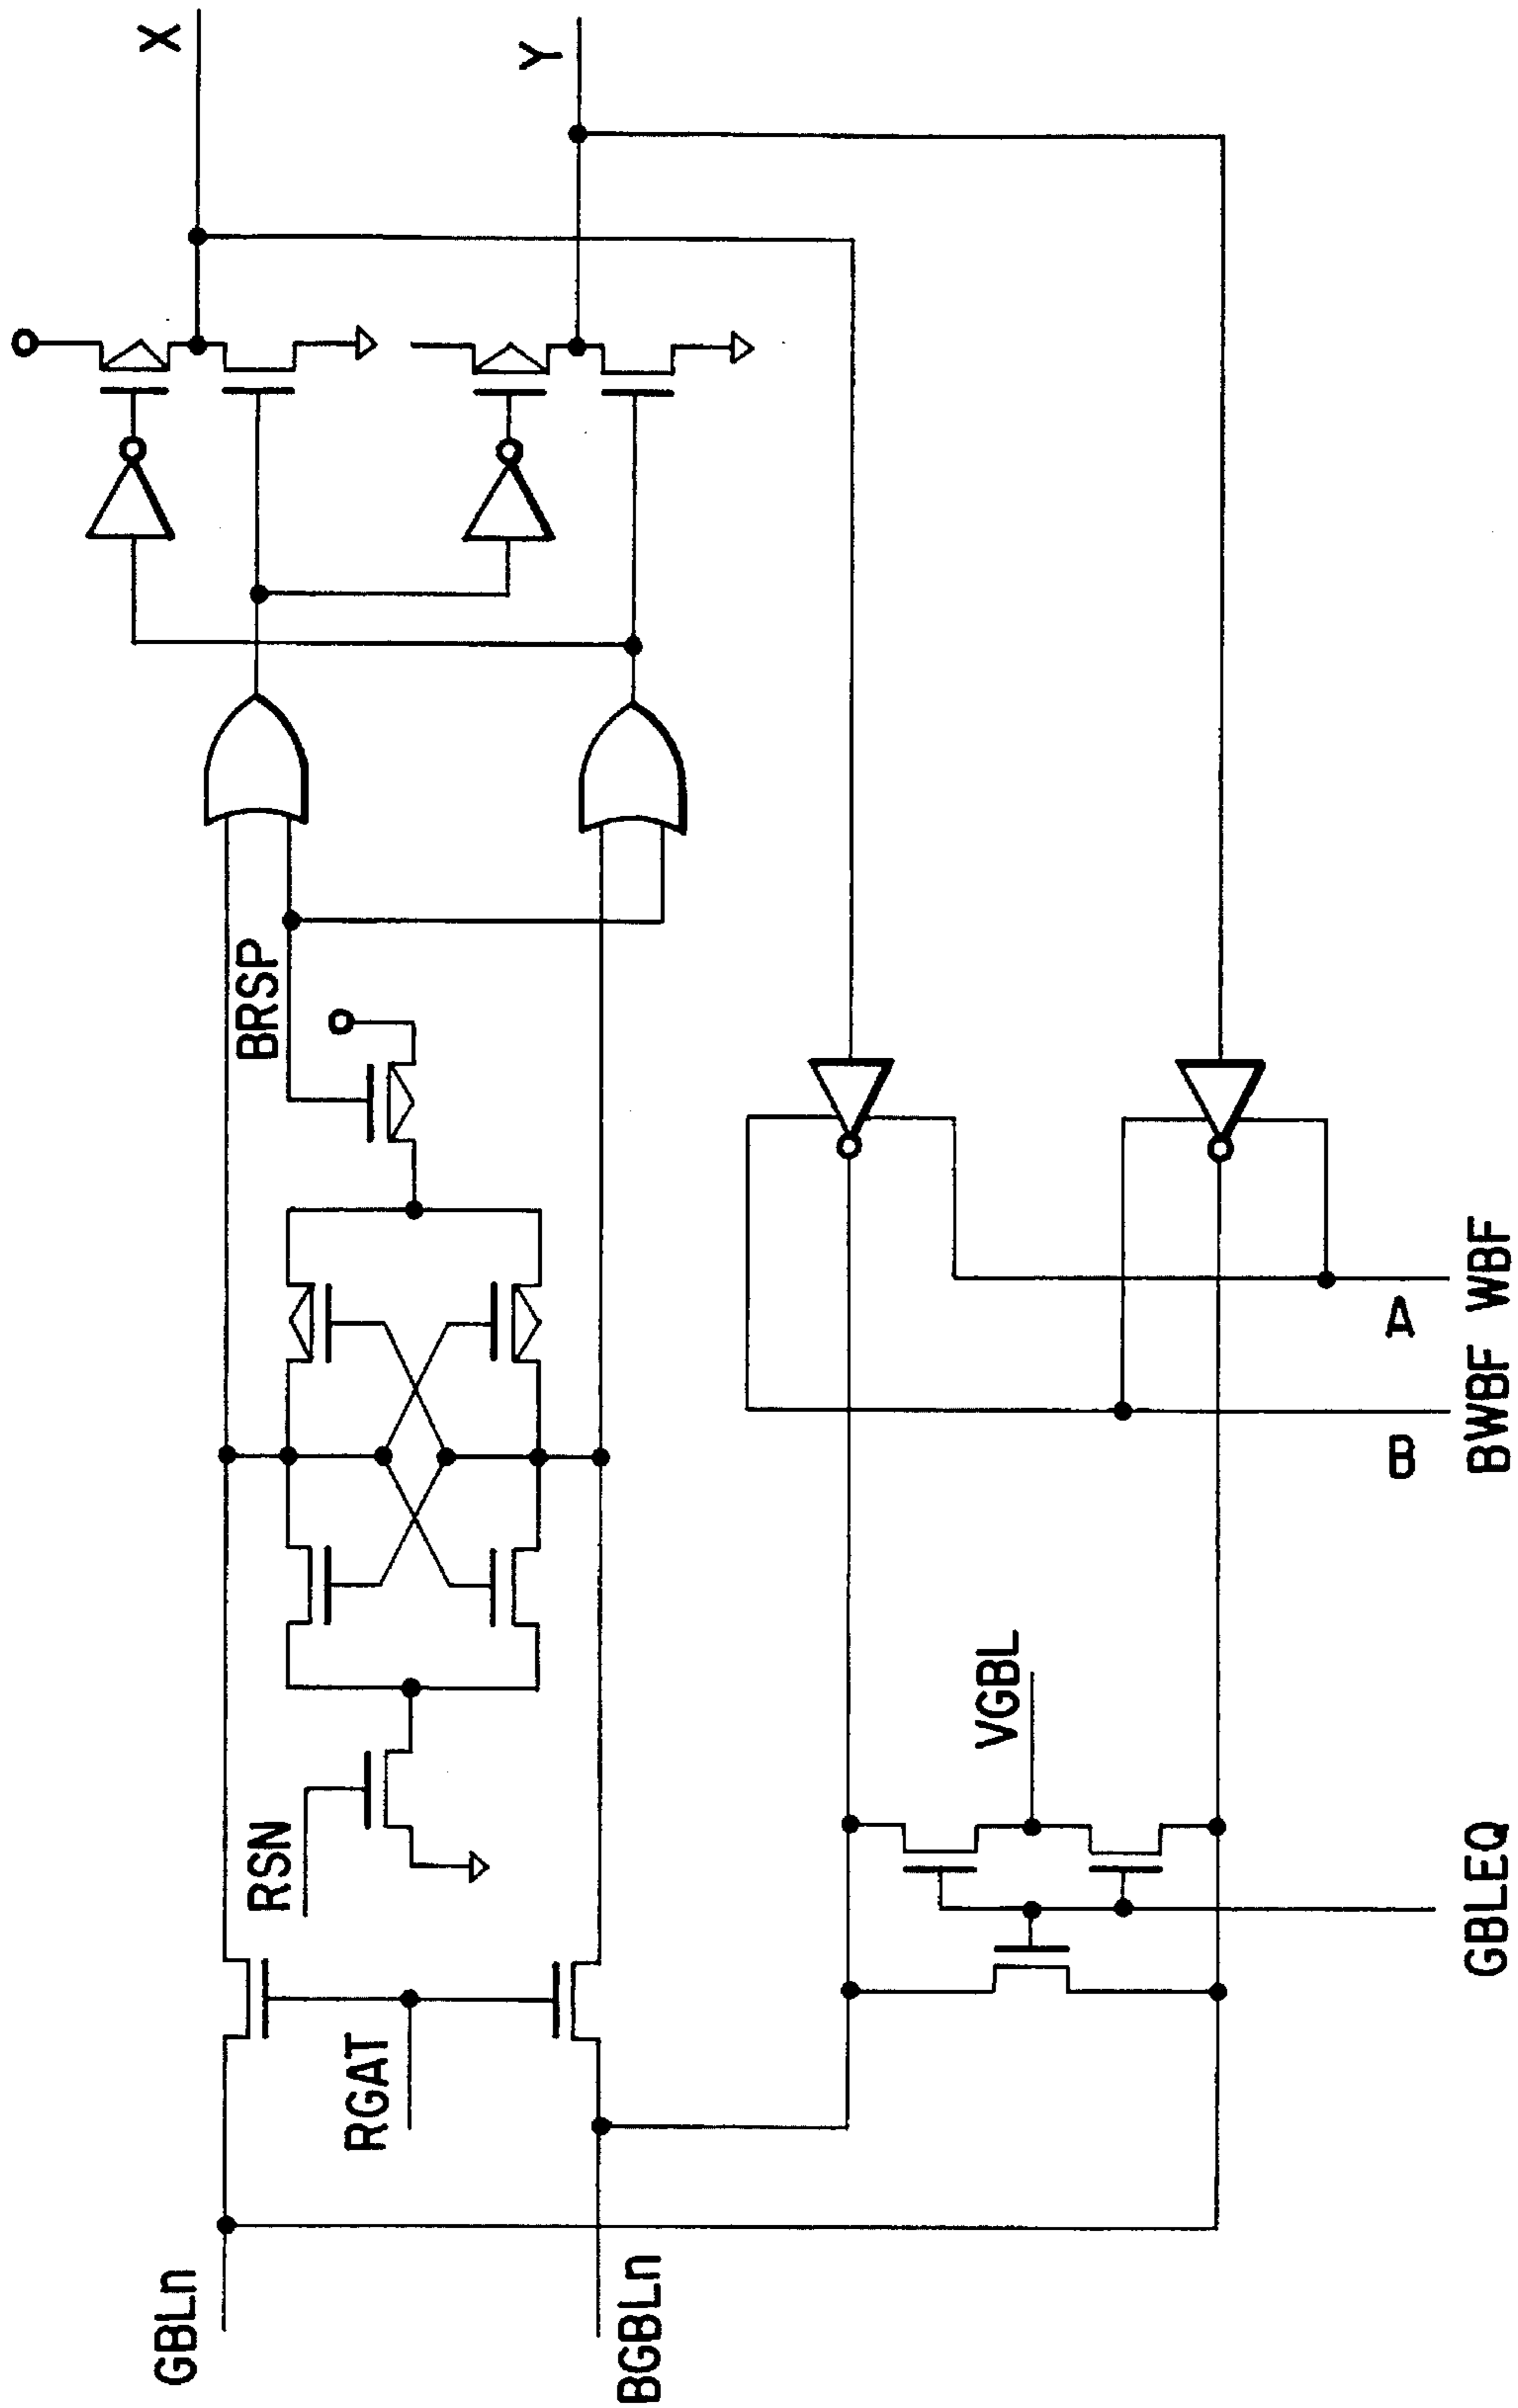 X
Y
BRSP
RSN
RGAT
VGBL
GBLn
BGBLn
A
WBF
B
BWBF
GBLEQ